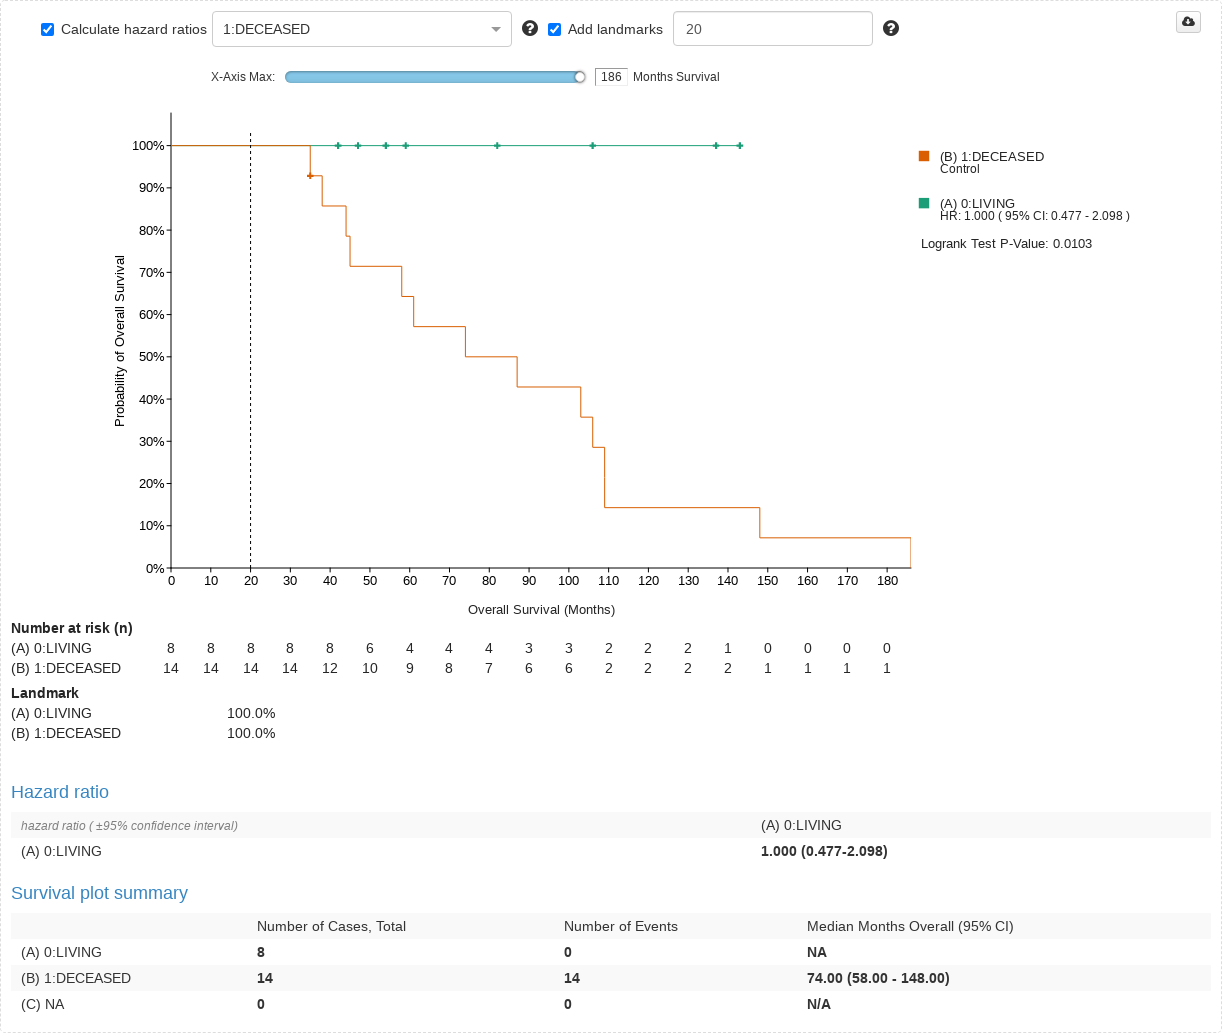 Calculate hazard ratios 1:DECEASED ? Add landmarks 20 ?
X-Axis Max: 186 Months Survival
100%
90%
80%
70%
60%
50%
40%
30%
20%
10%
0%
Probability of Overall Survival
0 10 20 30 40 50 60 70 80 90 100 110 120 130 140 150 160 170 180
Overall Survival (Months)
(B) 1:DECEASED
Control
(A) 0:LIVING
HR: 1.000 ( 95% CI: 0.477 - 2.098 )
Logrank Test P-Value: 0.0103
Number at risk (n)
(A) 0:LIVING 8 8 8 8 8 6 4 4 4 3 3 2 2 2 1 0 0 0 0
(B) 1:DECEASED 14 14 14 14 12 10 9 8 7 6 6 2 2 2 2 1 1 1 1
Landmark
(A) 0:LIVING 100.0%
(B) 1:DECEASED 100.0%
Hazard ratio
hazard ratio ( ±95% confidence interval) (A) 0:LIVING
(A) 0:LIVING 1.000 (0.477-2.098)
Survival plot summary
Number of Cases, Total Number of Events Median Months Overall (95% CI)
(A) 0:LIVING 8 0 NA
(B) 1:DECEASED 14 14 74.00 (58.00 - 148.00)
(C) NA 0 0 N/A